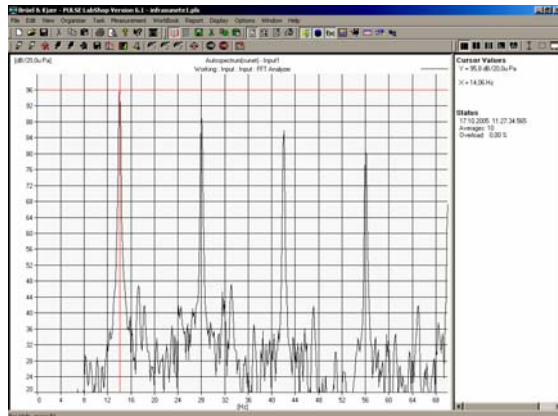 Brüel & Kjær - PULSE LabShop Version 6.1 - infrasunete1.pls
File Edit View Organiser Task Measurement WorkBook Report Display Options Window Help
[dB/20,0u Pa]
Autospectrum(sunet) - Input1
Working : Input : Input : FFT Analyzer
96
92
88
84
80
76
72
68
64
60
56
52
48
44
40
36
32
28
24
20
0 4 8 12 16 20 24 28 32 36 40 44 48 52 56 60 64 68
[Hz]
Cursor Values
Y = 95,8 dB/20,0u Pa
X = 14,06 Hz
Status
17.10.2005 11:27:34:565
Averages: 10
Overload: 0,00 %